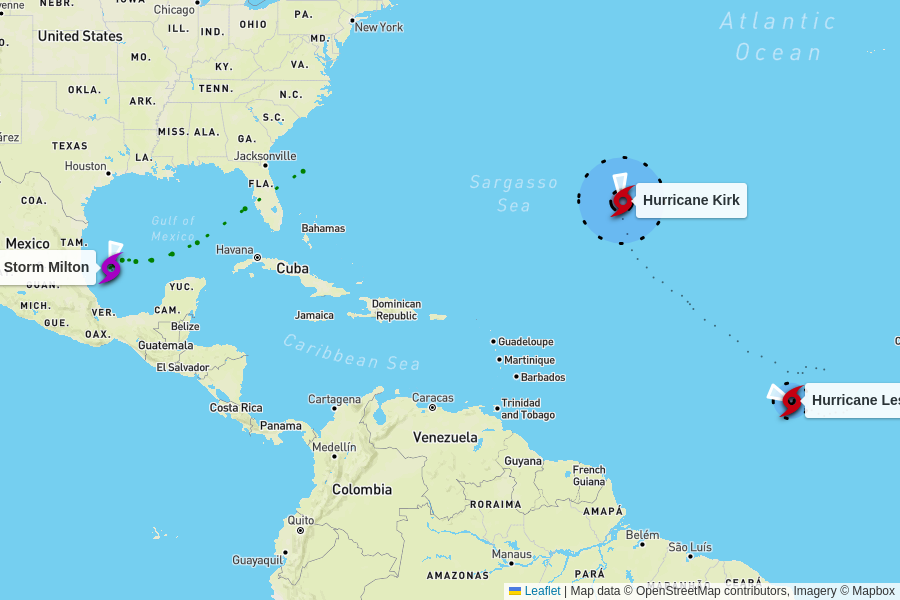 NEBR.
IOWA
Chicago
PA.
New York
United States
ILL.
IND.
OHIO
MD.
MO.
KY.
VA.
OKLA.
TENN.
N.C.
ARK.
S.C.
MISS.
ALA.
GA.
TEXAS
LA.
Jacksonville
Houston
FLA.
COA.
Atlantic
Ocean
Sargasso
Sea
Hurricane Kirk
Gulf of
Mexico
Bahamas
Mexico
TAM.
Havana
Storm Milton
Cuba
GUAN.
YUC.
MICH.
VER.
CAM.
Dominican
Republic
GUE.
OAX.
Belize
Jamaica
Guatemala
Guadeloupe
El Salvador
Caribbean Sea
Martinique
Barbados
Costa Rica
Cartagena
Caracas
Trinidad
and Tobago
Hurricane Les
Panama
Venezuela
Medellín
Guyana
French
Guiana
Colombia
RORAIMA
AMAPÁ
Quito
Belém
São Luís
Guayaquil
Manaus
AMAZONAS
PARÁ
MARANHÃO
CEARÁ
Leaflet | Map data © OpenStreetMap contributors, Imagery © Mapbox